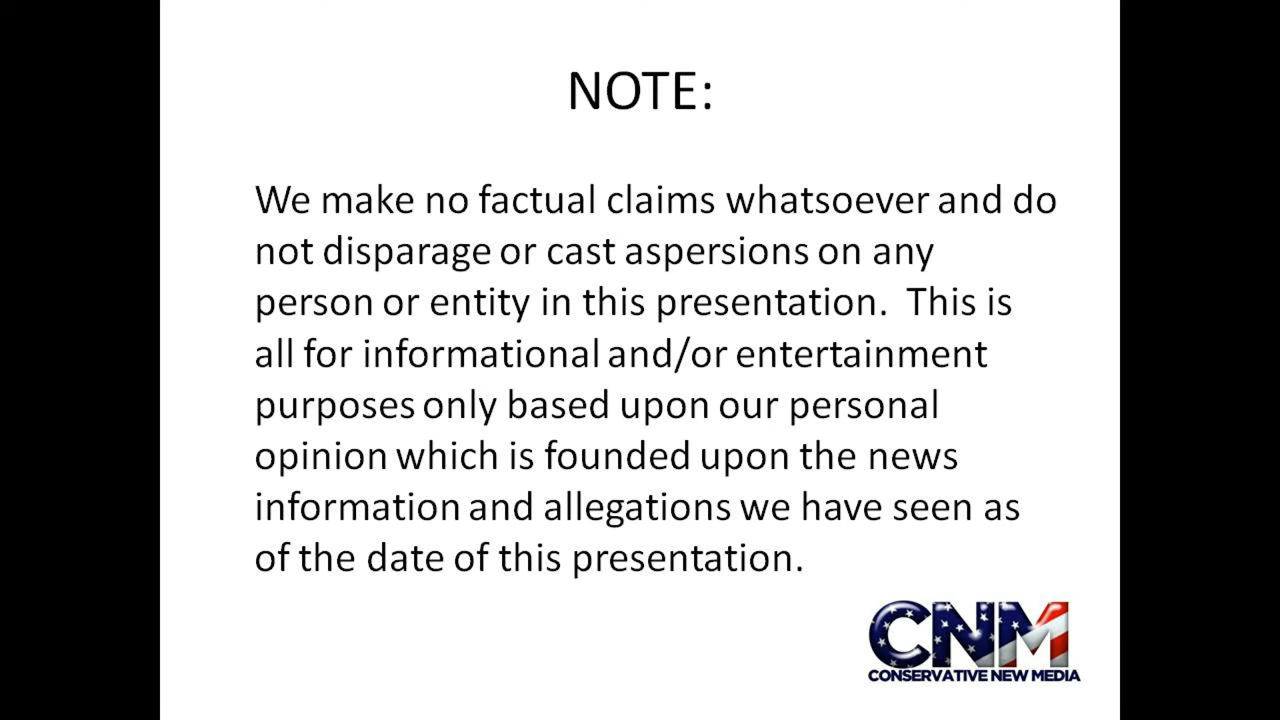 NOTE:
We make no factual claims whatsoever and do
not disparage or cast aspersions on any
person or entity in this presentation.  This is
all for informational and/or entertainment
purposes only based upon our personal
opinion which is founded upon the news
information and allegations we have seen as
of the date of this presentation.
CNM
CONSERVATIVE NEW MEDIA